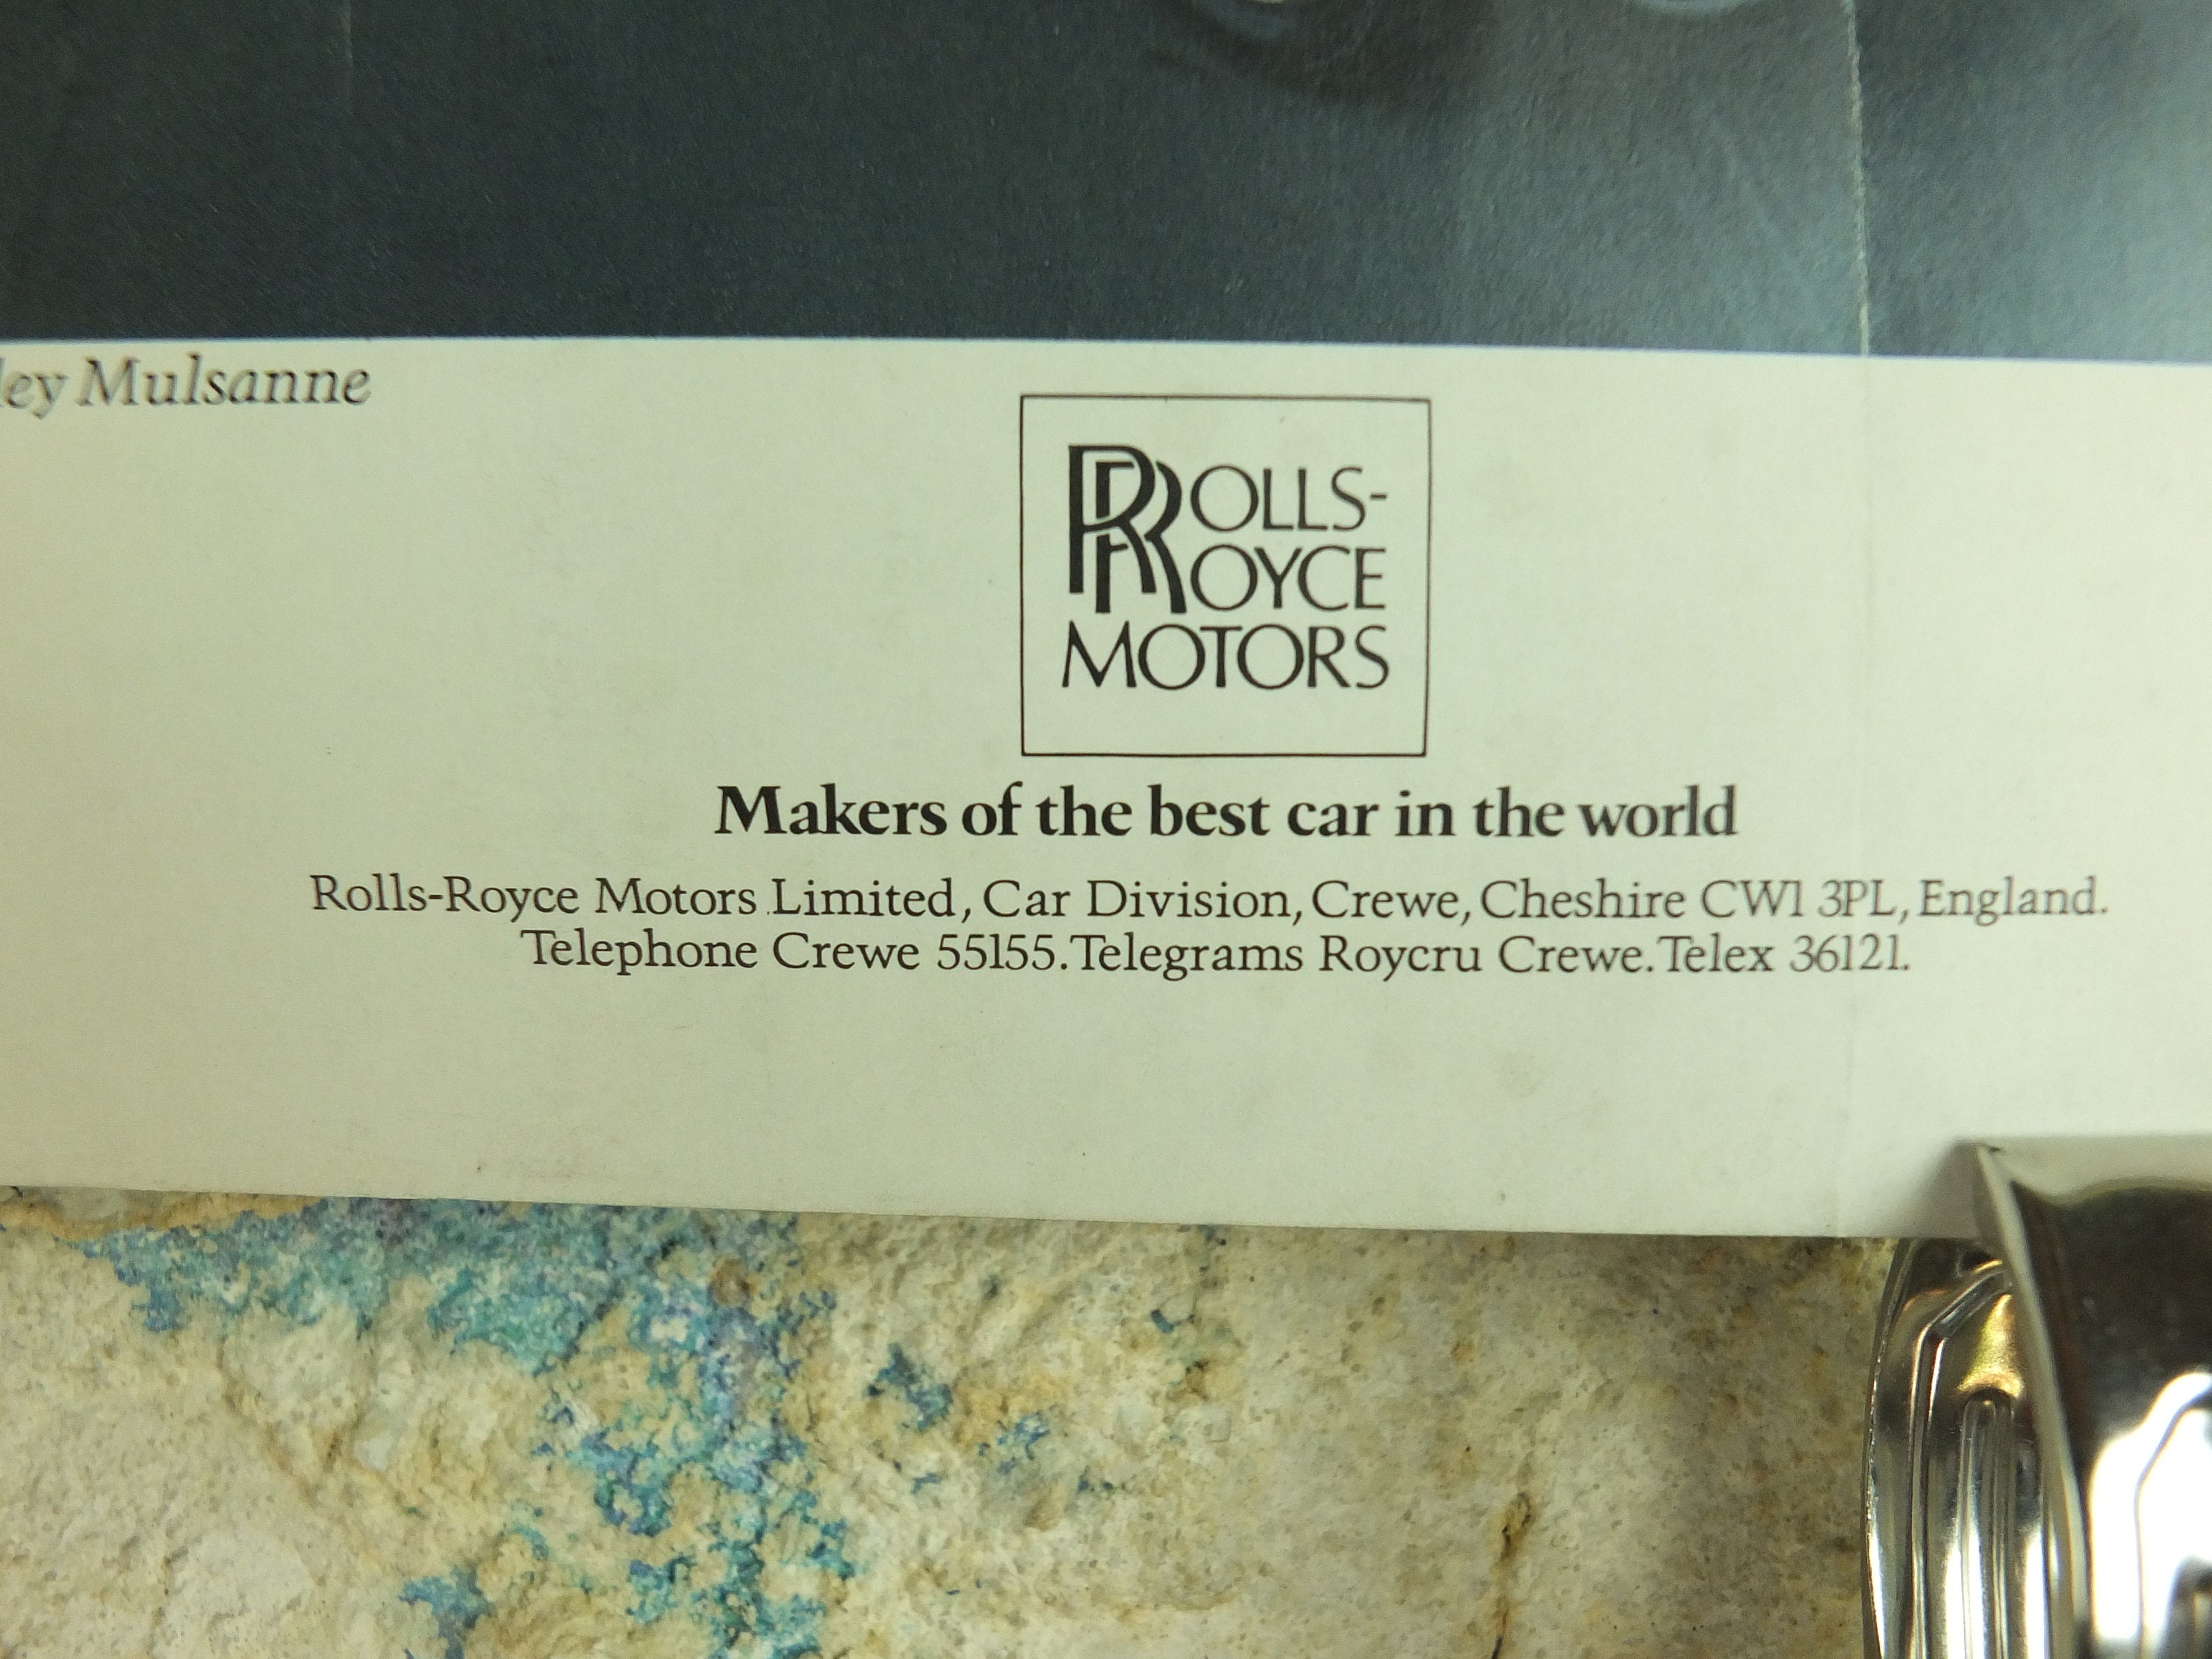 Mulsanne
ROLLS-
ROYCE
MOTORS
Makers of the best car in the world
Rolls-Royce Motors Limited, Car Division, Crewe, Cheshire CW1 3PL, England.
Telephone Crewe 55155. Telegrams Roycru Crewe. Telex 36121.